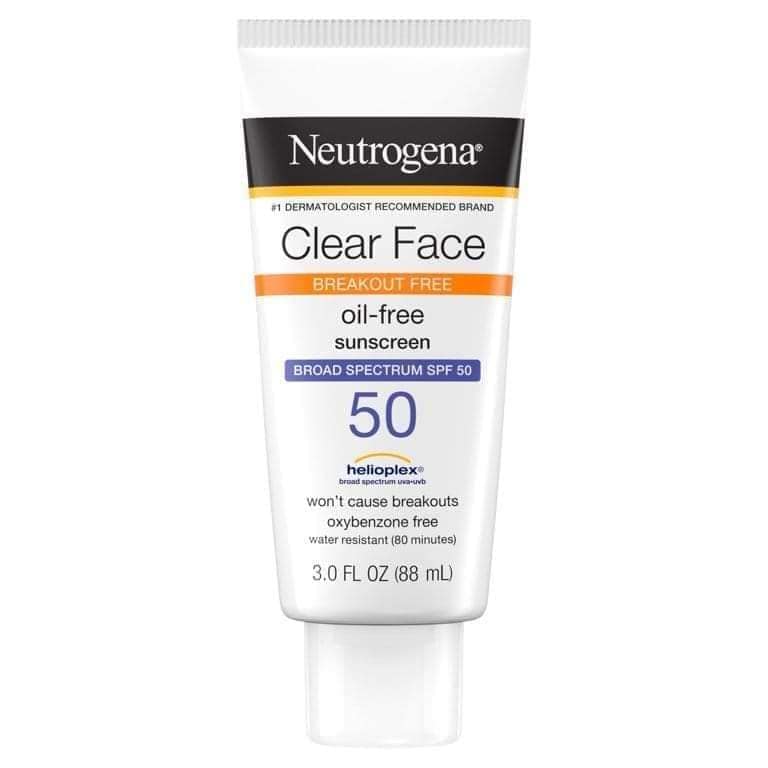 Neutrogena®
#1 DERMATOLOGIST RECOMMENDED BRAND
Clear Face
BREAKOUT FREE
oil-free
sunscreen
BROAD SPECTRUM SPF 50
50
helioplex®
broad spectrum uva•uvb
won't cause breakouts
oxybenzone free
water resistant (80 minutes)
3.0 FL OZ (88 mL)